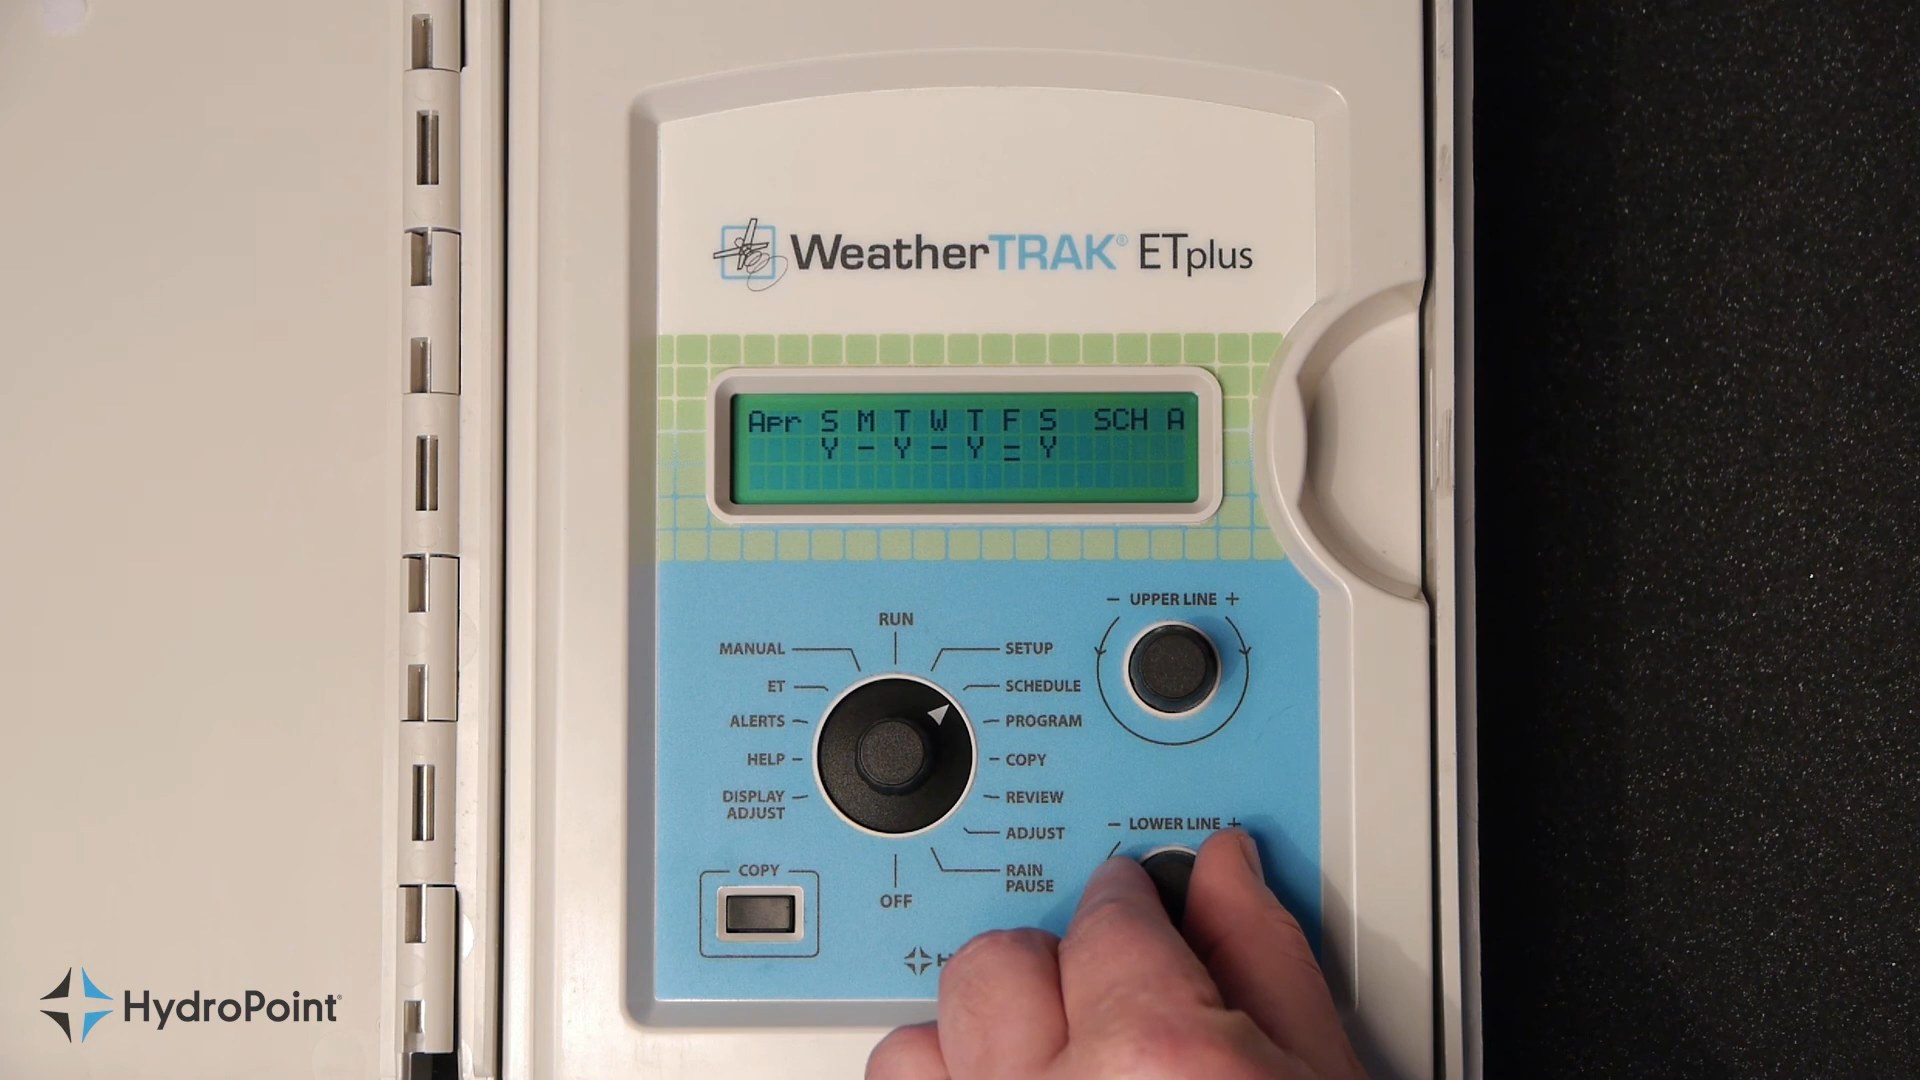 WeatherTRAK® ETplus
Apr S M T W T F S SCH A
Y - Y - Y - Y
- UPPER LINE +
RUN
MANUAL
SETUP
ET
SCHEDULE
ALERTS
PROGRAM
HELP
COPY
DISPLAY
ADJUST
REVIEW
ADJUST
- LOWER LINE +
RAIN
PAUSE
COPY
OFF
H
HydroPoint